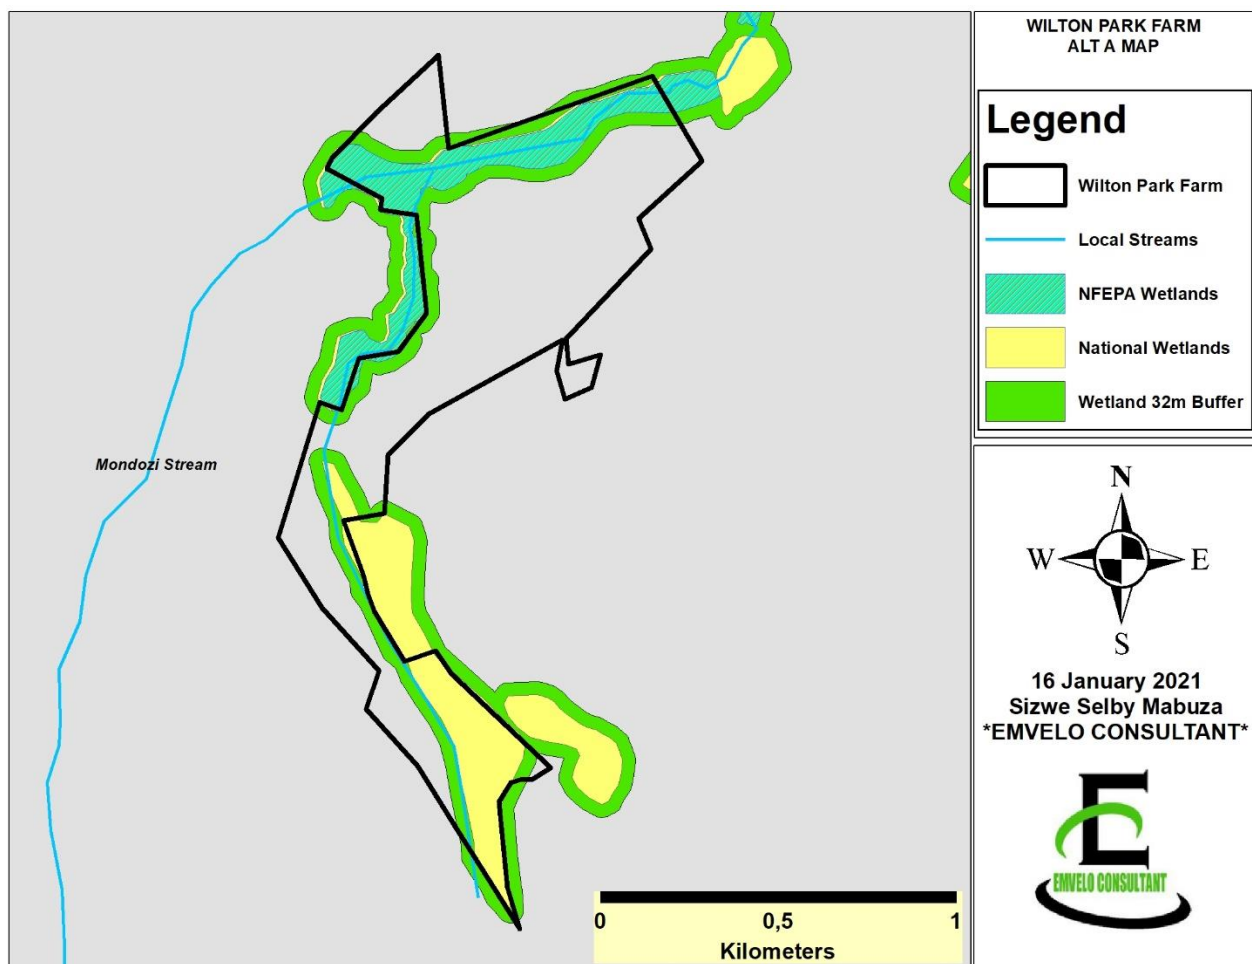 WILTON PARK FARM
ALT A MAP
Legend
Wilton Park Farm
Local Streams
NFEPA Wetlands
National Wetlands
Wetland 32m Buffer
Mondozi Stream
N
W
E
S
16 January 2021
Sizwe Selby Mabuza
*EMVELO CONSULTANT*
E
EMVELO CONSULTANT
0 0,5 1
Kilometers